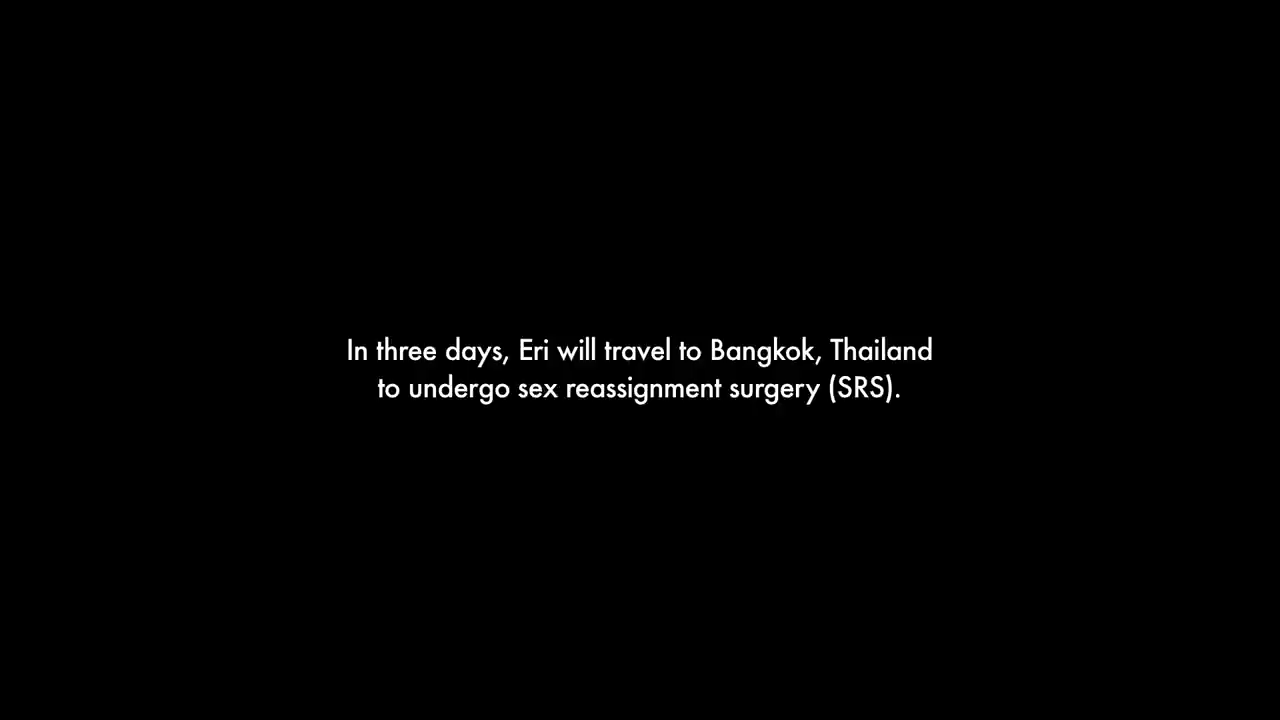 In three days, Eri will travel to Bangkok, Thailand
to undergo sex reassignment surgery (SRS).